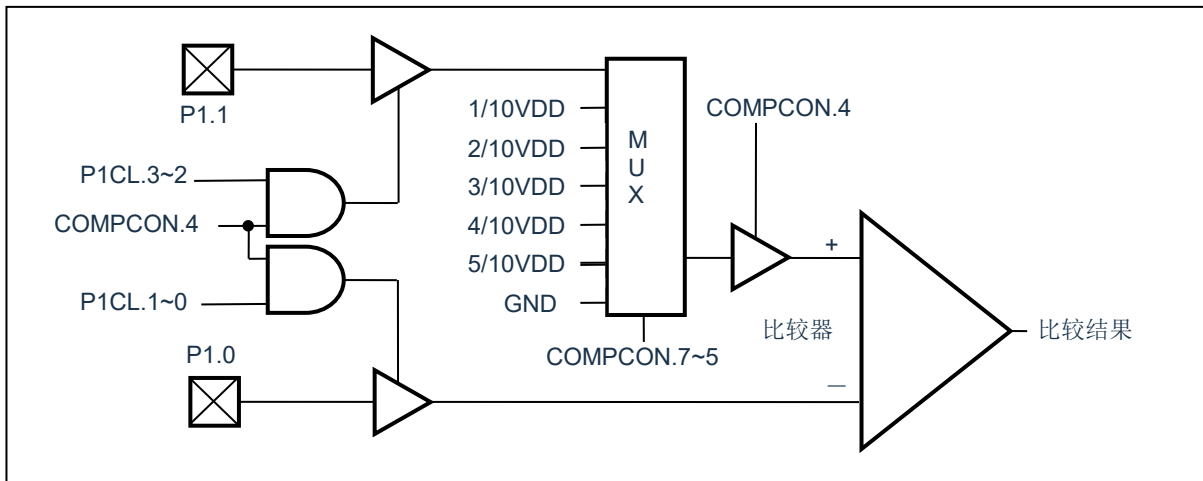 P1.1
P1CL.3~2
COMPCON.4
P1CL.1~0
P1.0
1/10VDD
2/10VDD
3/10VDD
4/10VDD
5/10VDD
GND
M
U
X
COMPCON.7~5
COMPCON.4
+
比较器
—
比较结果